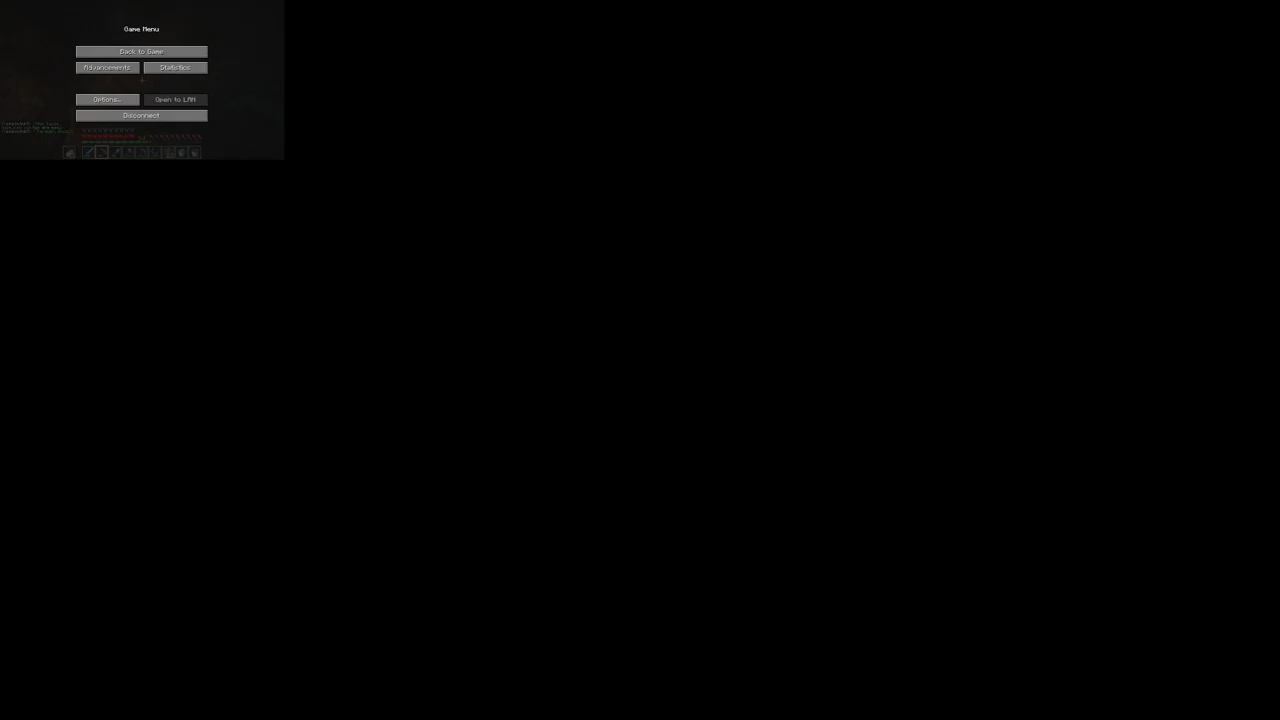 Game Menu
Back to Game
Advancements
Statistics
Options...
Open to LAN
Disconnect